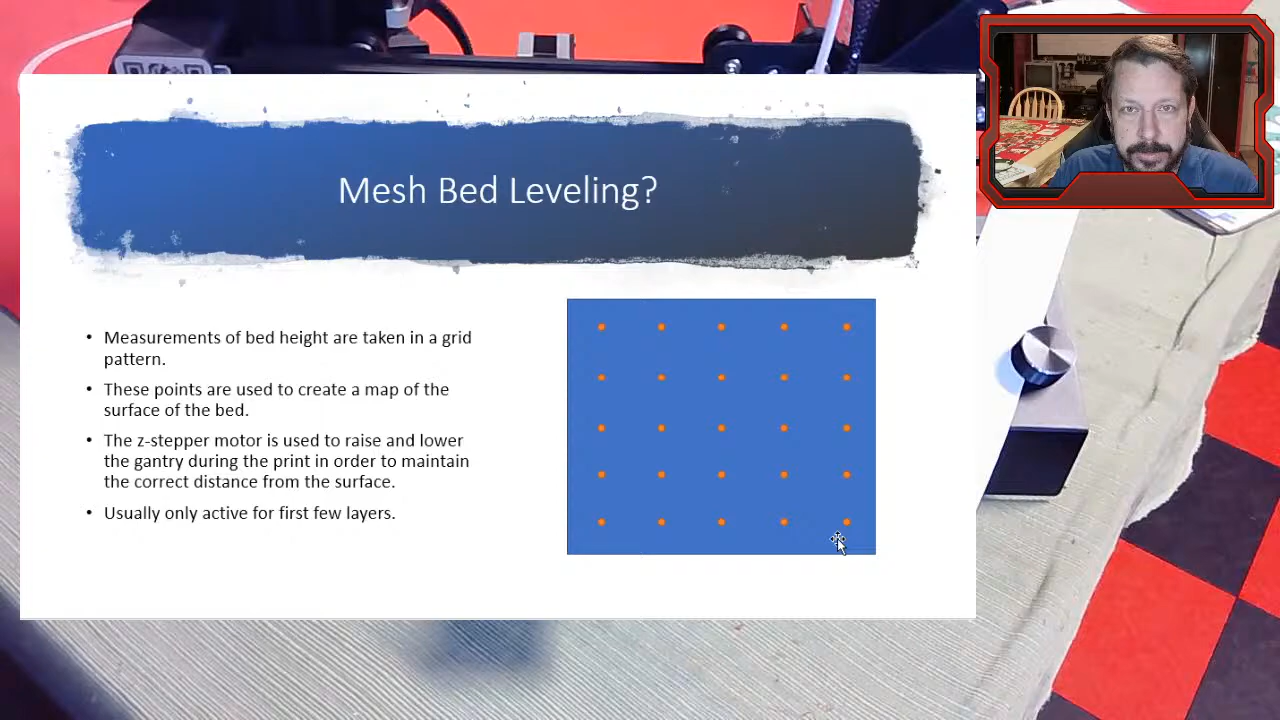 Mesh Bed Leveling?
• Measurements of bed height are taken in a grid
pattern.
• These points are used to create a map of the
surface of the bed.
• The z-stepper motor is used to raise and lower
the gantry during the print in order to maintain
the correct distance from the surface.
• Usually only active for first few layers.